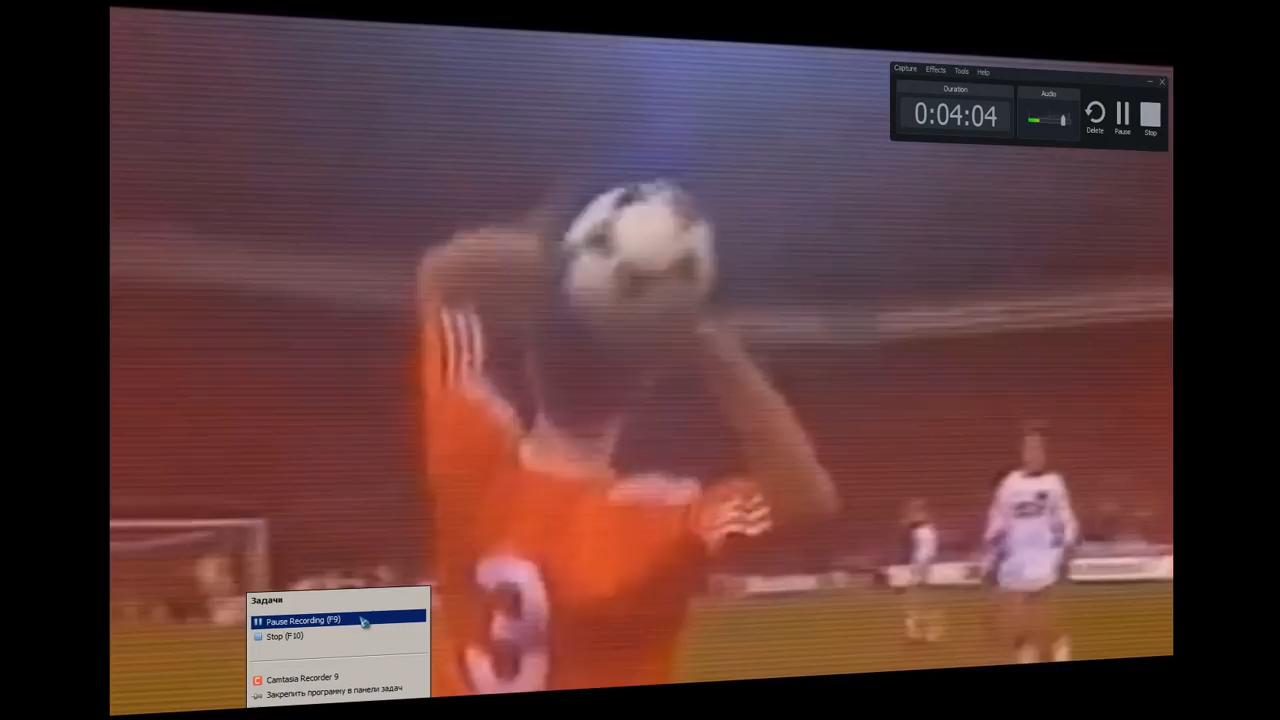 Capture Effects Tools Help
Duration
Audio
0:04:04
Delete
Pause
Stop
3
Задачи
Pause Recording (F9)
Stop (F10)
Camtasia Recorder 9
Закрепить программу в панели задач